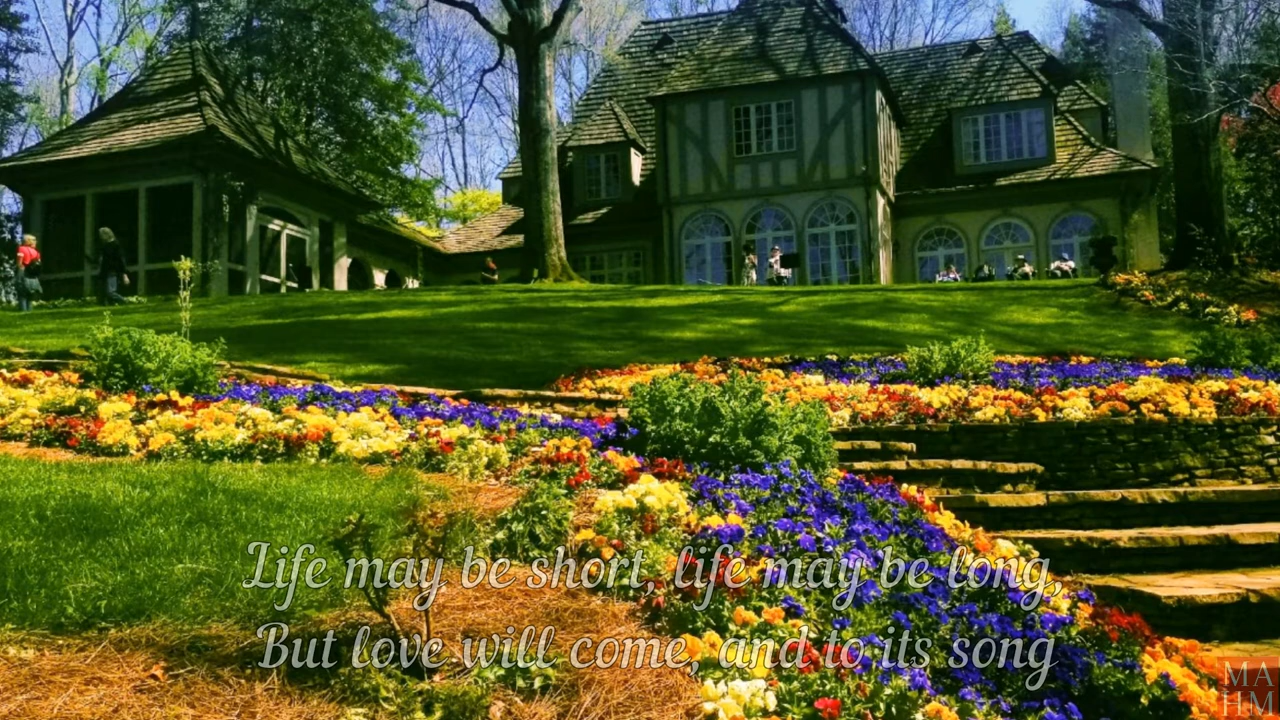 Life may be short, life may be long,
But love will come, and to its song
MA
HM